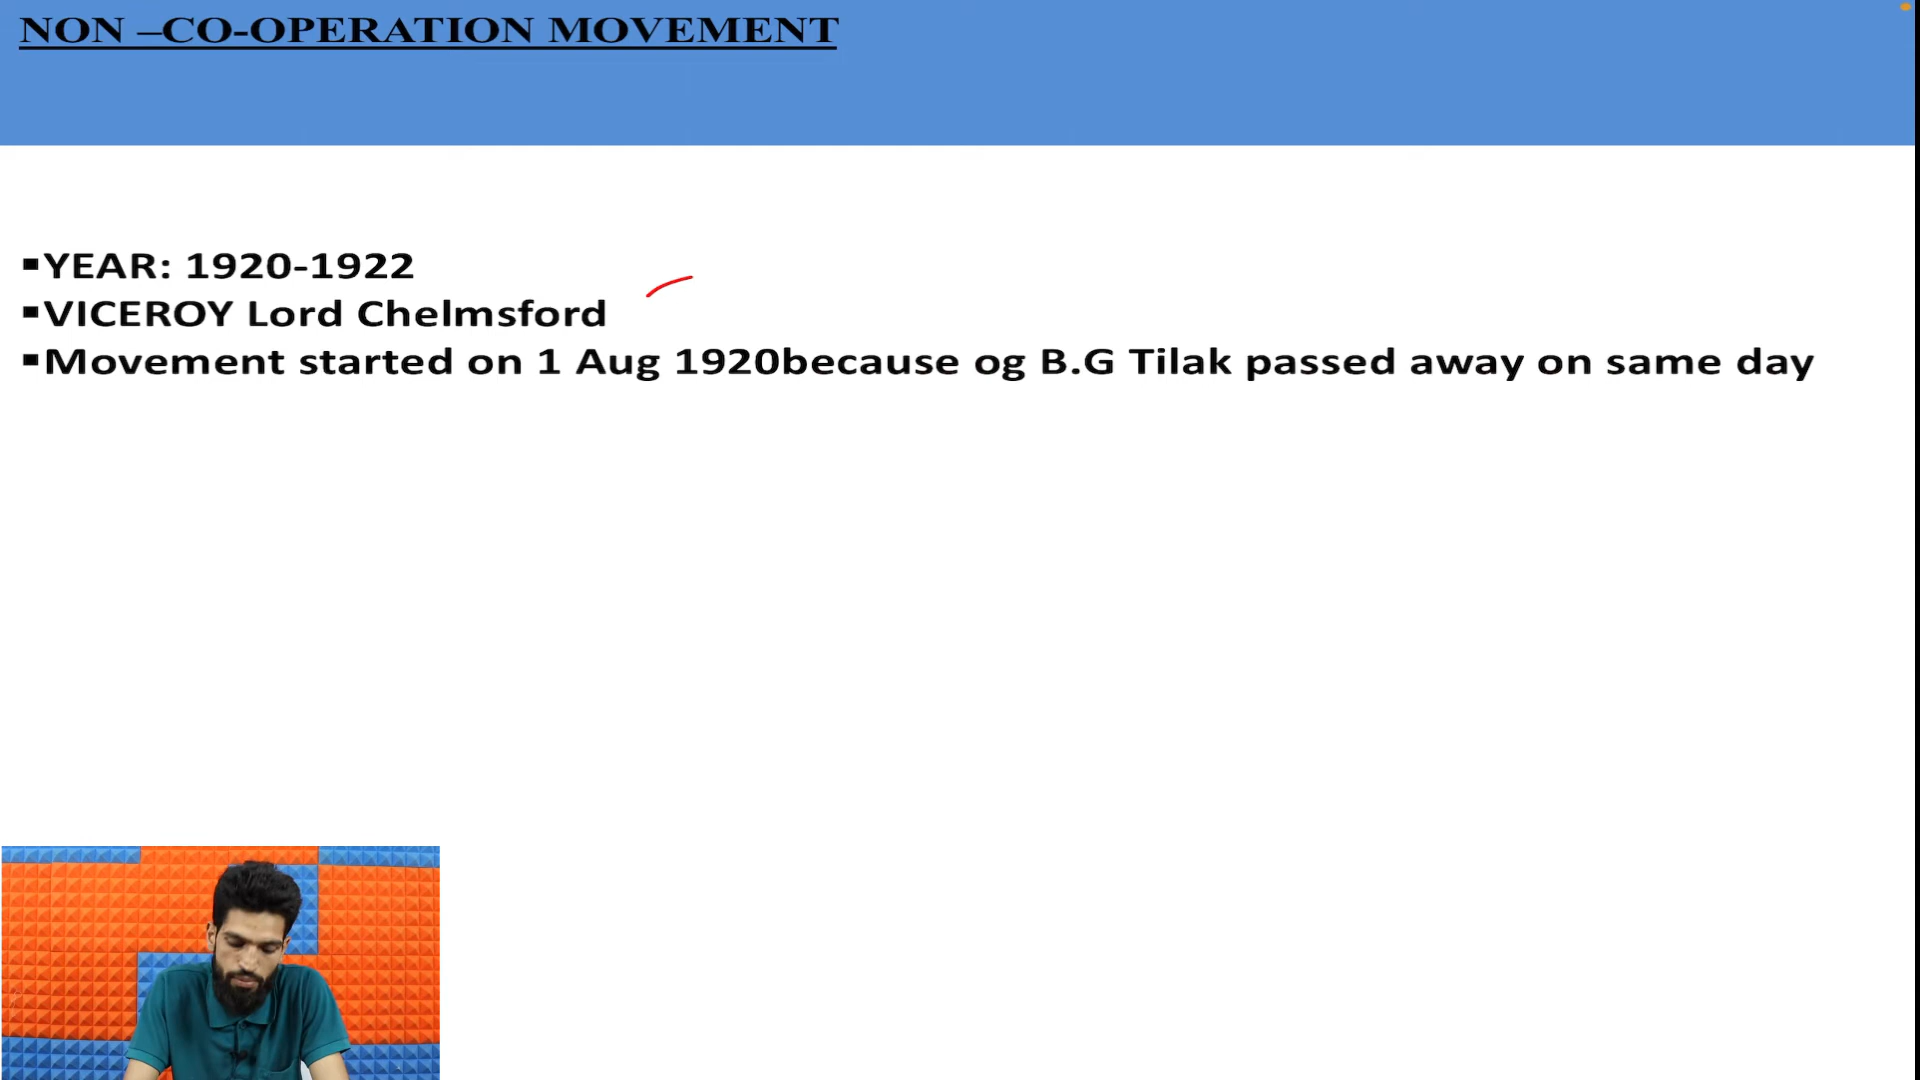 NON –CO-OPERATION MOVEMENT
▪YEAR: 1920-1922
▪VICEROY Lord Chelmsford
▪Movement started on 1 Aug 1920because og B.G Tilak passed away on same day